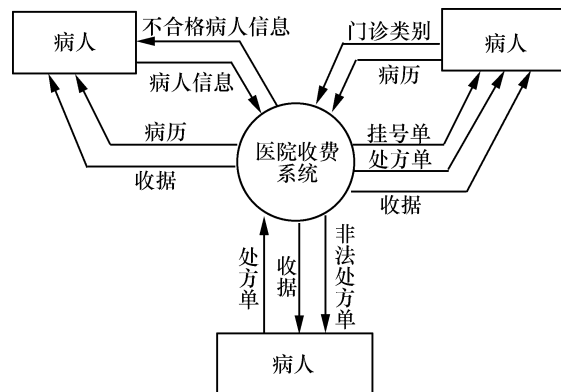 病人
不合格病人信息
病人信息
病历
收据
门诊类别
病历
病人
挂号单
处方单
收据
医院收费
系统
处方单
收据
非法处方单
病人